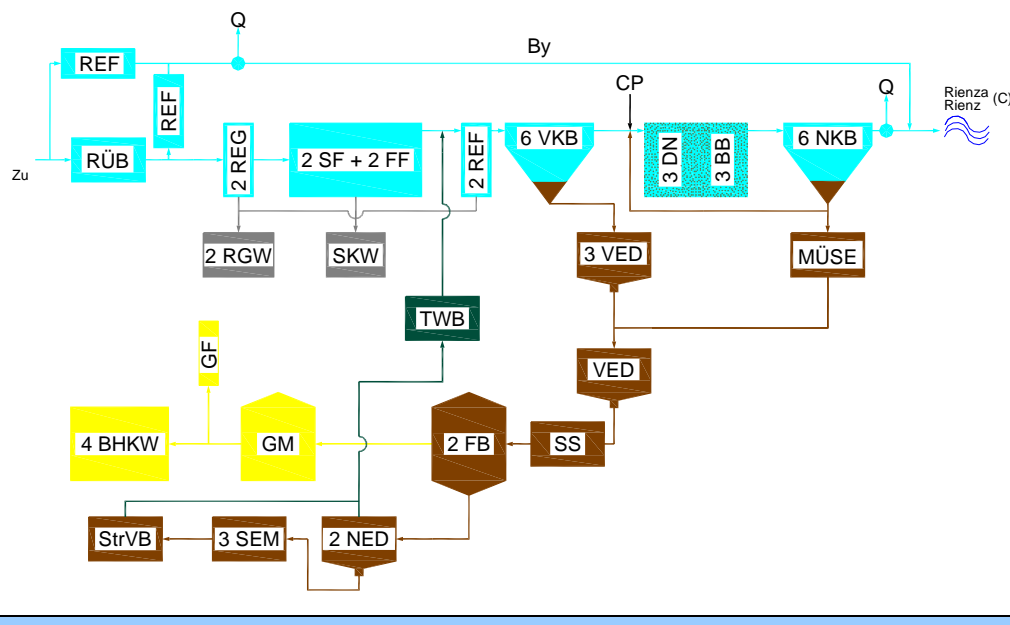 Q
By
REF
REF
CP
Q
Rienza
Rienz
(C)
Zu
RÜB
2 REG
2 SF + 2 FF
2 REF
6 VKB
3 DN
3 BB
6 NKB
2 RGW
SKW
3 VED
MÜSE
TWB
GF
VED
4 BHKW
GM
2 FB
SS
StrVB
3 SEM
2 NED